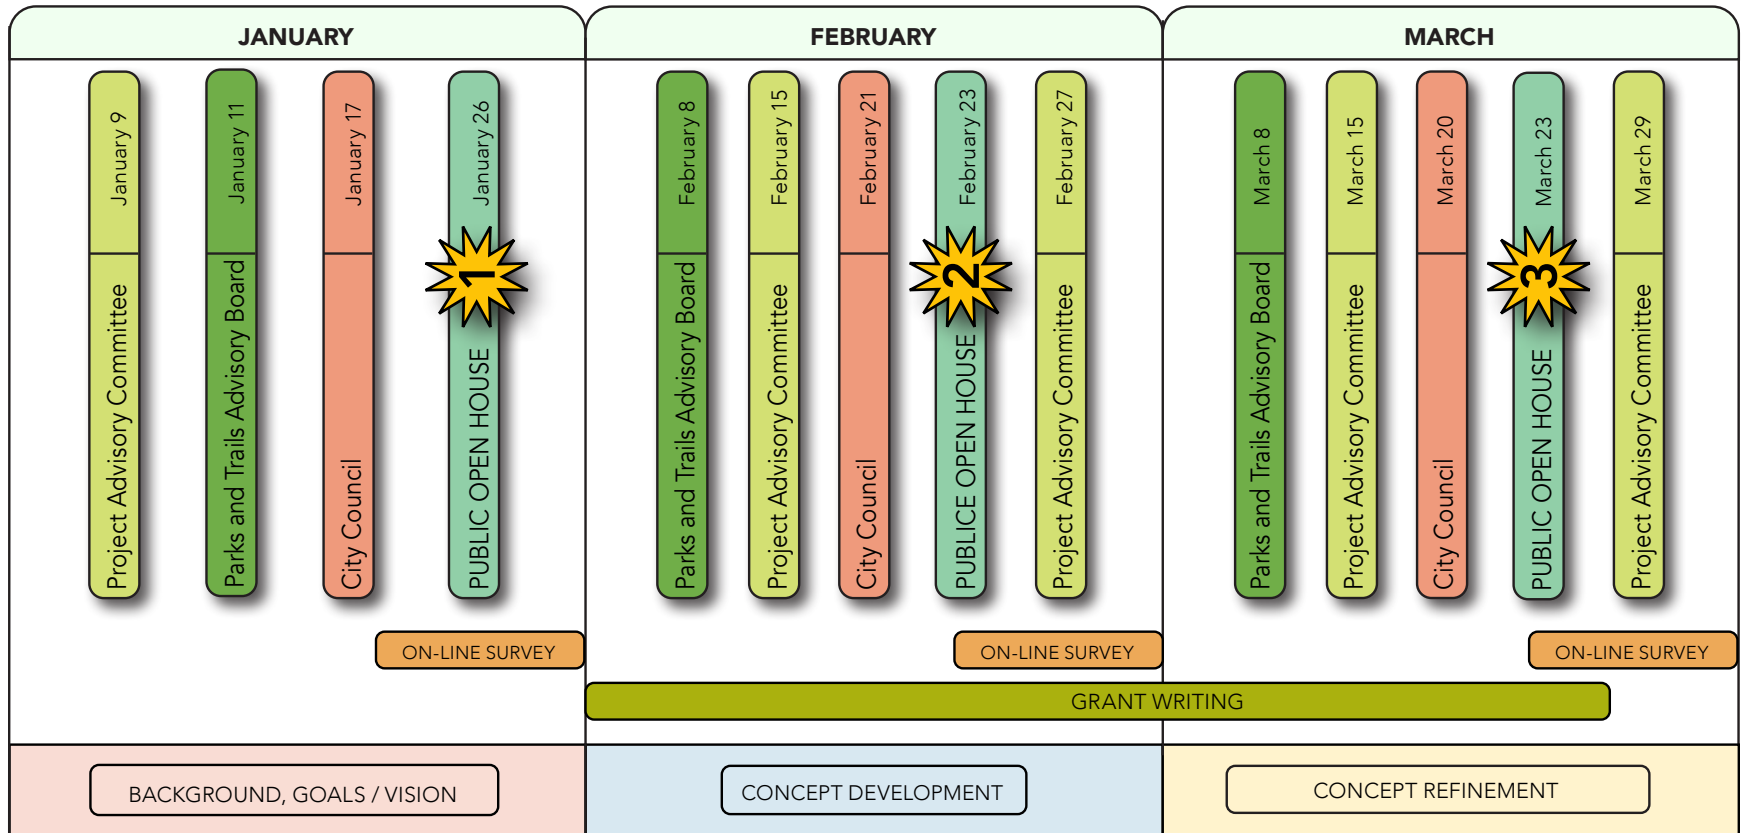 JANUARY
FEBRUARY
MARCH
January 9
Project Advisory Committee
January 11
Parks and Trails Advisory Board
January 17
City Council
January 26
1
PUBLIC OPEN HOUSE
February 8
Parks and Trails Advisory Board
February 15
Project Advisory Committee
February 21
City Council
February 23
2
PUBLICE OPEN HOUSE
February 27
Project Advisory Committee
March 8
Parks and Trails Advisory Board
March 15
Project Advisory Committee
March 20
City Council
March 23
3
PUBLIC OPEN HOUSE
March 29
Project Advisory Committee
ON-LINE SURVEY
ON-LINE SURVEY
ON-LINE SURVEY
GRANT WRITING
BACKGROUND, GOALS / VISION
CONCEPT DEVELOPMENT
CONCEPT REFINEMENT